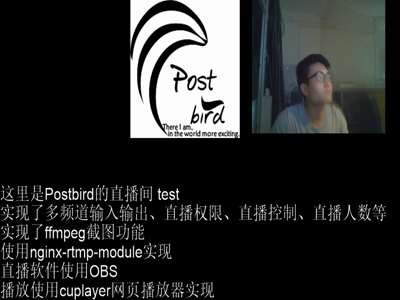 Post
bird
There I am,
in the world more exciting.
这里是Postbird的直播间 test
实现了多频道输入输出、直播权限、直播控制、直播人数等
实现了ffmpeg截图功能
使用nginx-rtmp-module实现
直播软件使用OBS
播放使用cuplayer网页播放器实现